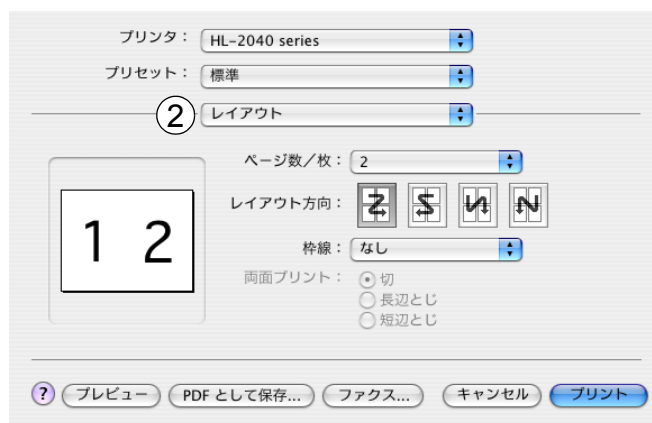 プリンタ： HL-2040 series
プリセット： 標準
② レイアウト
ページ数／枚： 2
レイアウト方向：
1 2
枠線： なし
両面プリント： 切
長辺とじ
短辺とじ
? プレビュー PDF として保存... ファクス... キャンセル プリント